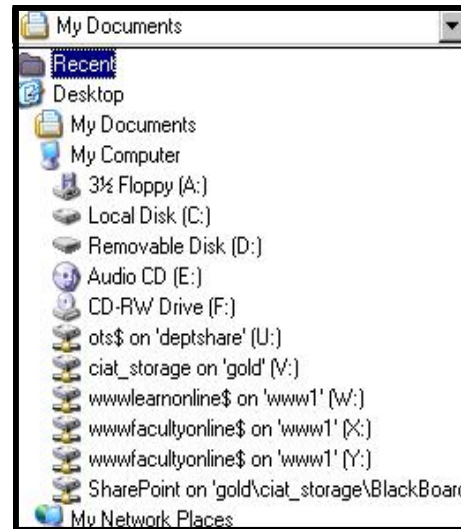 My Documents
Recent
Desktop
My Documents
My Computer
3½ Floppy (A:)
Local Disk (C:)
Removable Disk (D:)
Audio CD (E:)
CD-RW Drive (F:)
ots$ on 'deptshare' (U:)
ciat_storage on 'gold' (V:)
wwwlearnonline$ on 'www1' (W:)
wwwfacultyonline$ on 'www1' (X:)
wwwfacultyonline$ on 'www1' (Y:)
SharePoint on 'gold\ciat_storage\BlackBoard
My Network Places